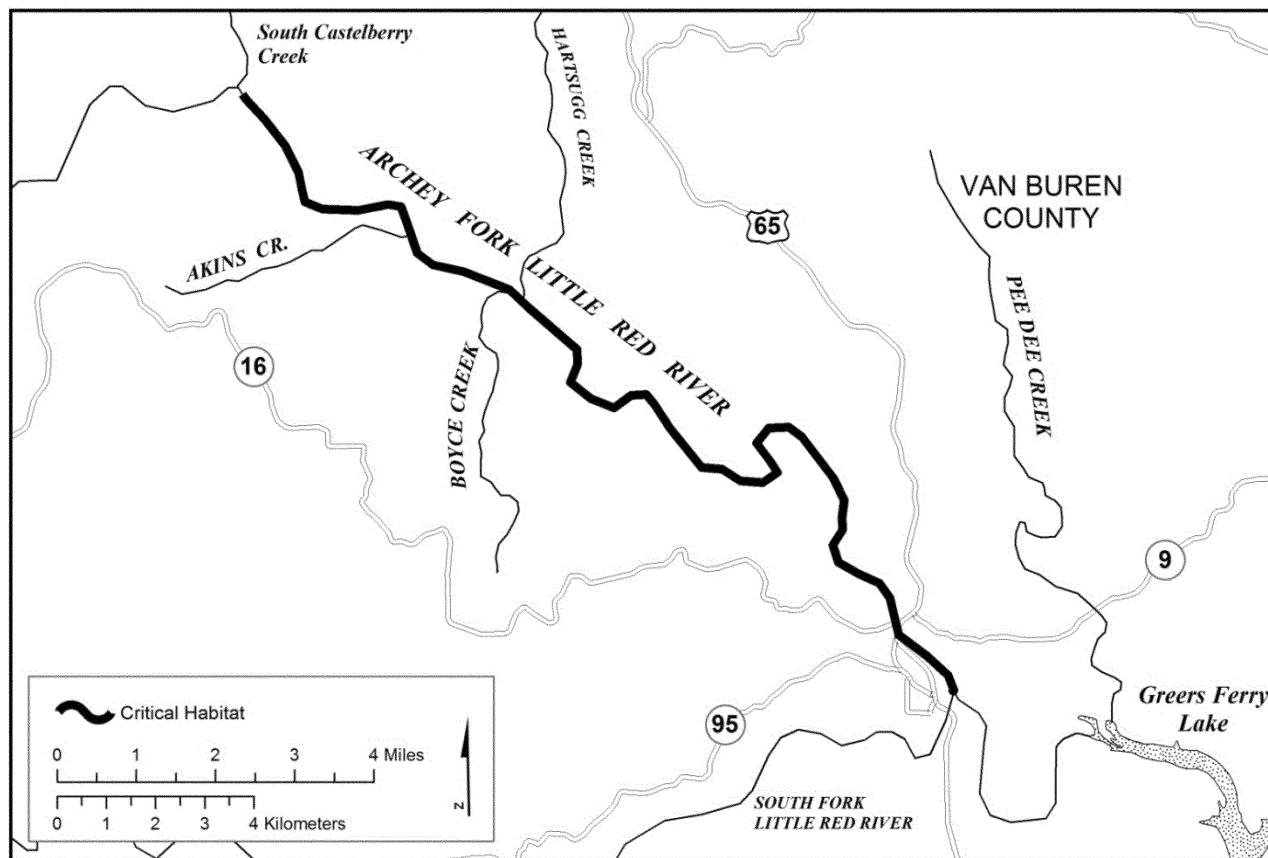 South Castelberry
Creek
HARTSUGG CREEK
ARCHEY FORK LITTLE RED RIVER
VAN BUREN
COUNTY
65
AKINS CR.
PEE DEE CREEK
16
BOYCE CREEK
9
Greers Ferry
Lake
95
SOUTH FORK
LITTLE RED RIVER
Critical Habitat
0 1 2 3 4 Miles
0 1 2 3 4 Kilometers
N